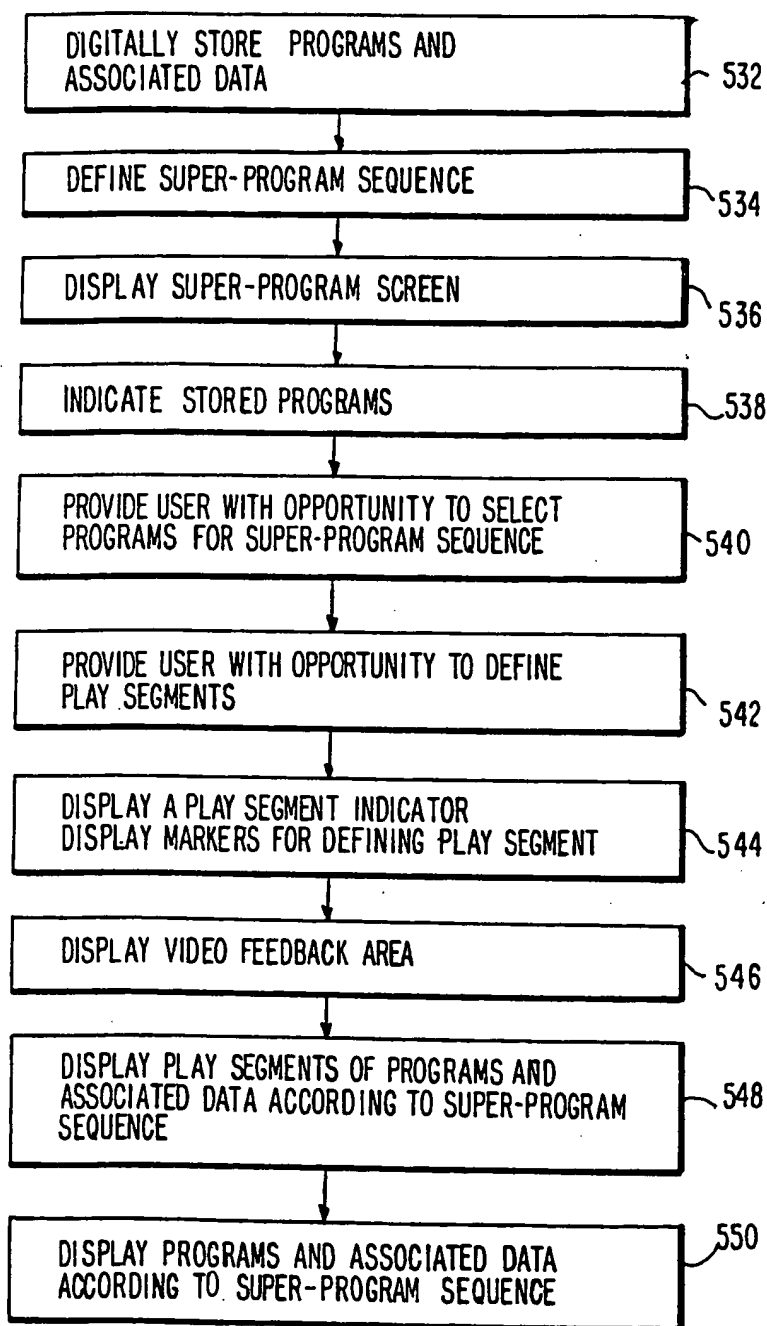 DIGITALLY STORE PROGRAMS AND
ASSOCIATED DATA
532
DEFINE SUPER-PROGRAM SEQUENCE
534
DISPLAY SUPER-PROGRAM SCREEN
536
INDICATE STORED PROGRAMS
538
PROVIDE USER WITH OPPORTUNITY TO SELECT
PROGRAMS FOR SUPER-PROGRAM SEQUENCE
540
PROVIDE USER WITH OPPORTUNITY TO DEFINE
PLAY SEGMENTS
542
DISPLAY A PLAY SEGMENT INDICATOR
DISPLAY MARKERS FOR DEFINING PLAY SEGMENT
544
DISPLAY VIDEO FEEDBACK AREA
546
DISPLAY PLAY SEGMENTS OF PROGRAMS AND
ASSOCIATED DATA ACCORDING TO SUPER-PROGRAM
SEQUENCE
548
550
DISPLAY PROGRAMS AND ASSOCIATED DATA
ACCORDING TO SUPER-PROGRAM SEQUENCE